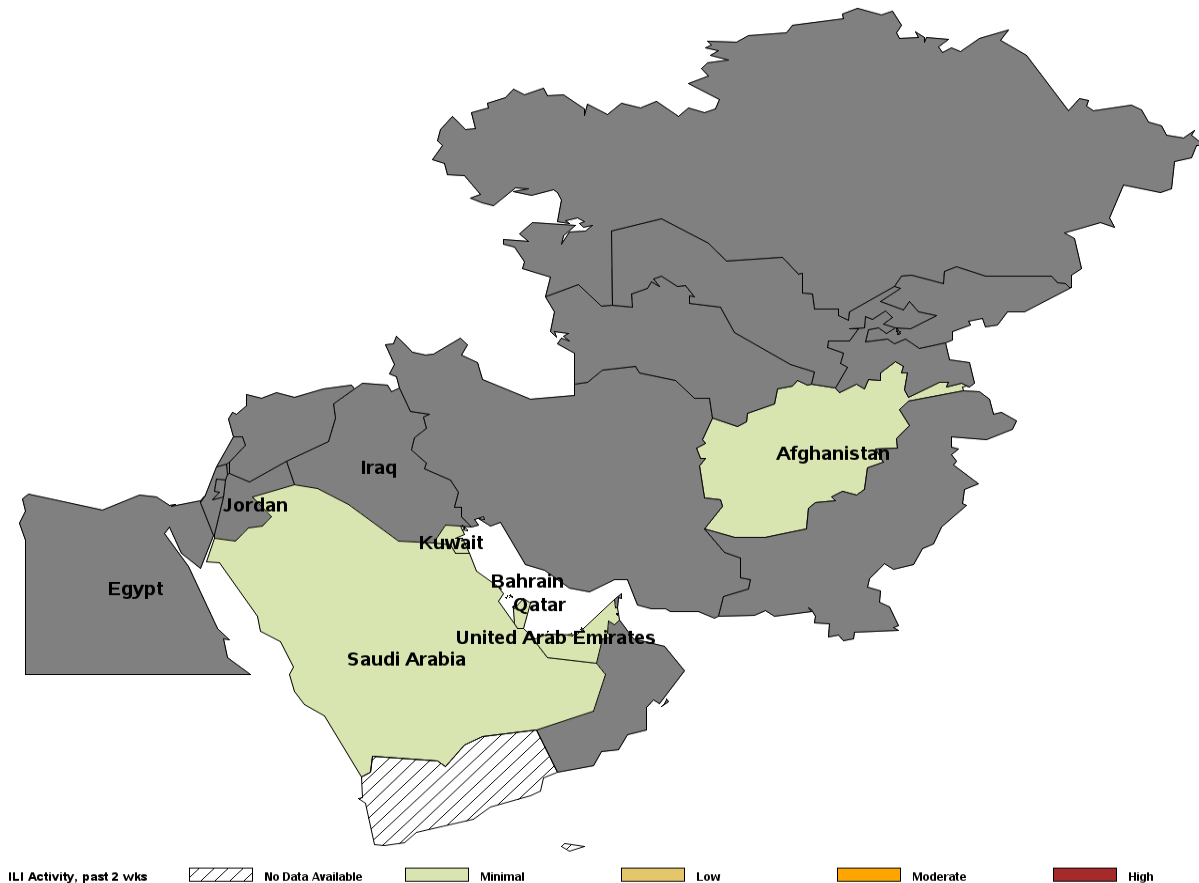 Afghanistan
Iraq
Jordan
Kuwait
Bahrain
Egypt
Qatar
United Arab Emirates
Saudi Arabia
ILI Activity, past 2 wks No Data Available Minimal Low Moderate High